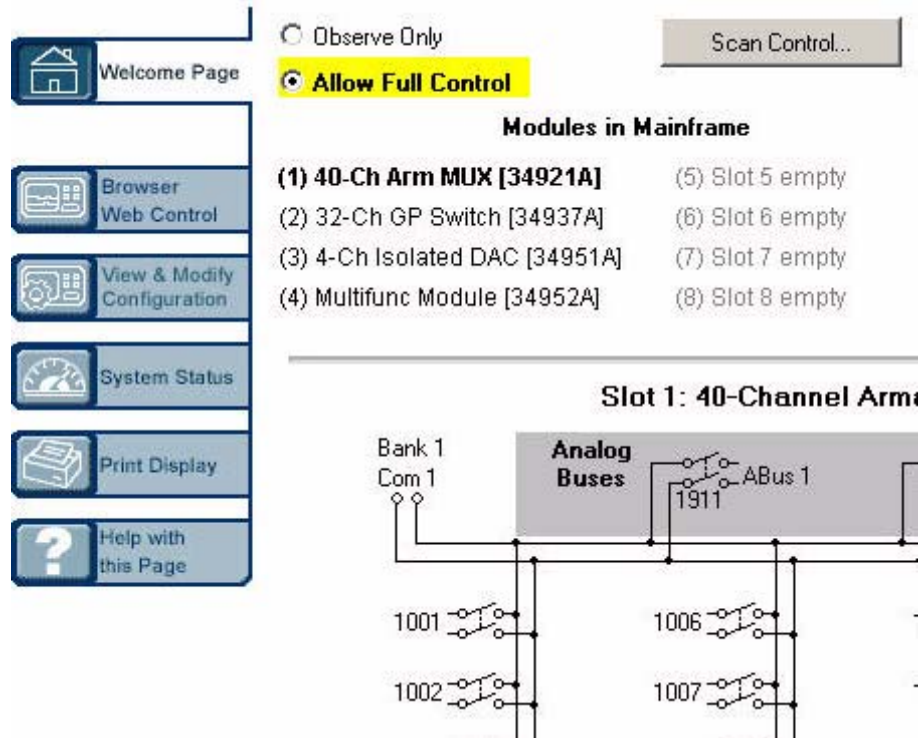 Welcome Page
Browser
Web Control
View & Modify
Configuration
System Status
Print Display
Help with
this Page
Observe Only
Allow Full Control
Scan Control...
Modules in Mainframe
(1) 40-Ch Arm MUX [34921A]
(2) 32-Ch GP Switch [34937A]
(3) 4-Ch Isolated DAC [34951A]
(4) Multifunc Module [34952A]
(5) Slot 5 empty
(6) Slot 6 empty
(7) Slot 7 empty
(8) Slot 8 empty
Slot 1: 40-Channel Arma
Bank 1
Com 1
Analog
Buses
ABus 1
1911
1001
1006
1002
1007